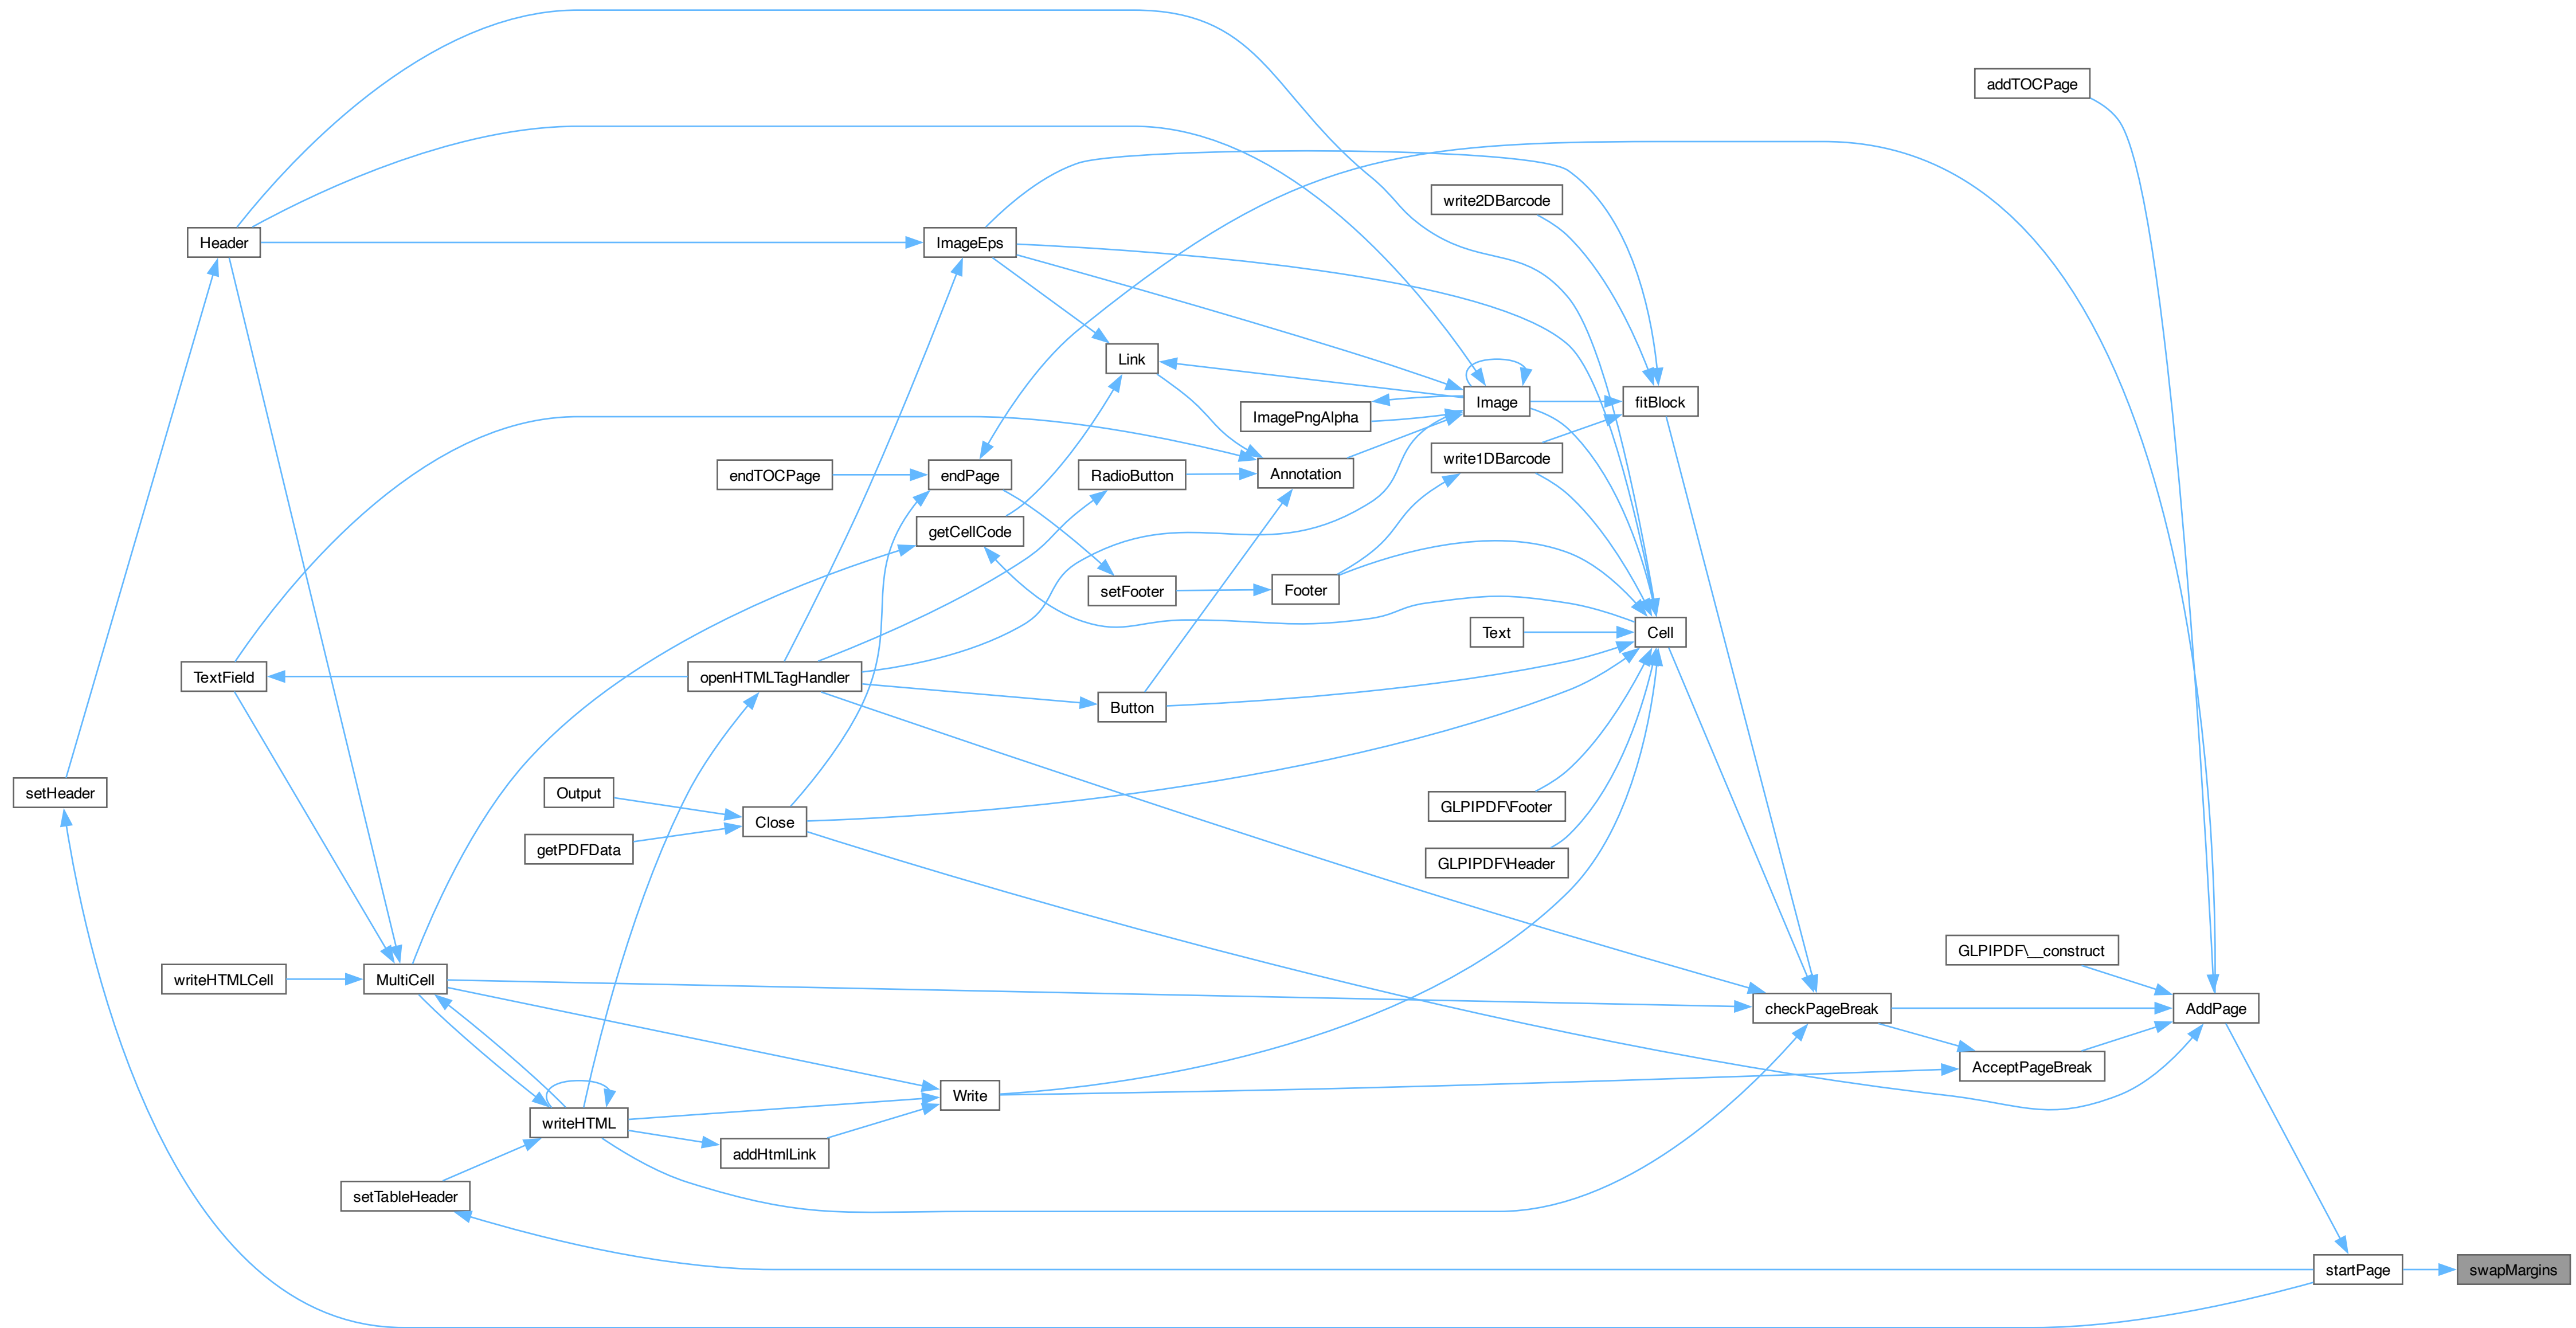 addTOCPage
write2DBarcode
Header
ImageEps
Link
Image
fitBlock
ImagePngAlpha
write1DBarcode
endTOCPage
endPage
RadioButton
Annotation
getCellCode
setFooter
Footer
Text
Cell
TextField
openHTMLTagHandler
Button
setHeader
Output
GLPIPDF\Footer
Close
getPDFData
GLPIPDF\Header
GLPIPDF\__construct
writeHTMLCell
MultiCell
checkPageBreak
AddPage
AcceptPageBreak
Write
writeHTML
addHtmlLink
setTableHeader
startPage
swapMargins